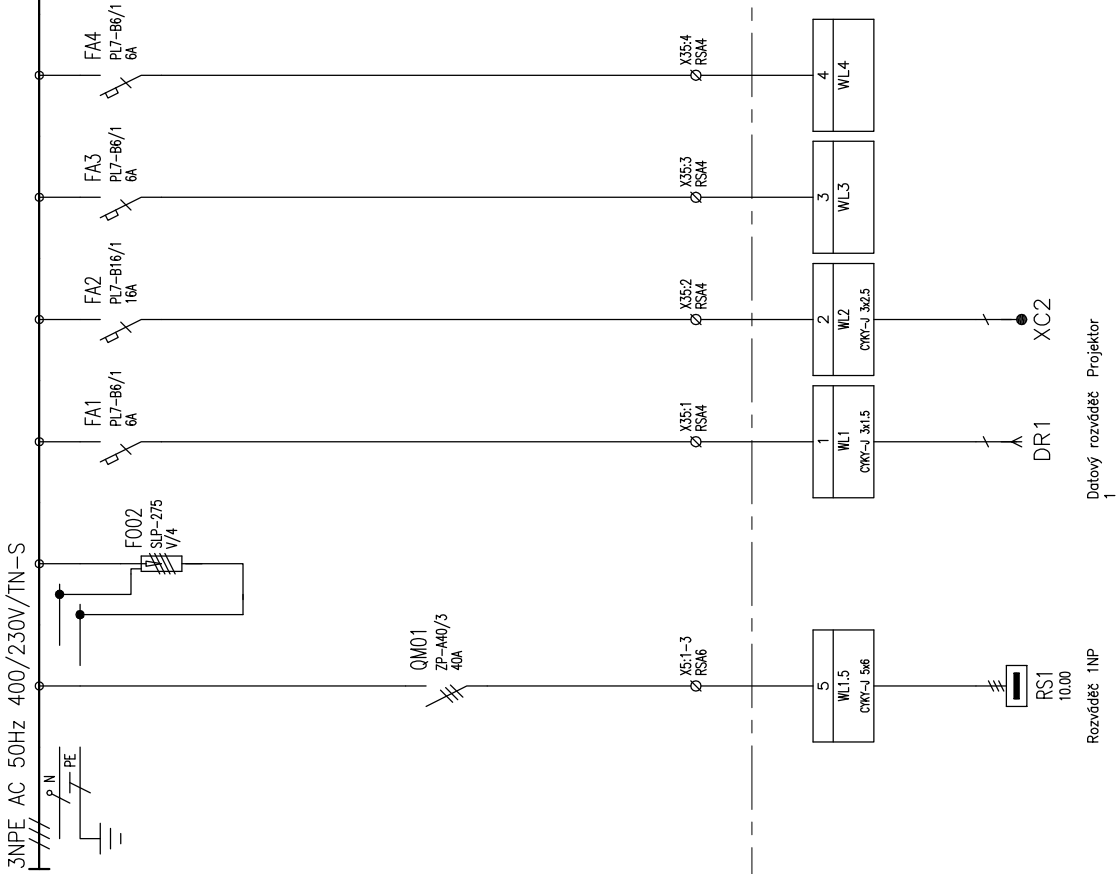 3NPE AC 50Hz 400/230V/TN-S
N
PE
QM01
ZP-A40/3
40A
X5:1-3
RSA6
5
WL1.5
CYKY-J 5x6
RS1
10.00
Rozváděč 1NP
F002
SLP-275
V/4
FA1
PL7-B6/1
6A
X35:1
RSA4
1
WL1
CYKY-J 3x1.5
DR1
Datový rozváděč
1
FA2
PL7-B16/1
16A
X35:2
RSA4
2
WL2
CYKY-J 3x2.5
XC2
Projektor
FA3
PL7-B6/1
6A
X35:3
RSA4
3
WL3
FA4
PL7-B6/1
6A
X35:4
RSA4
4
WL4